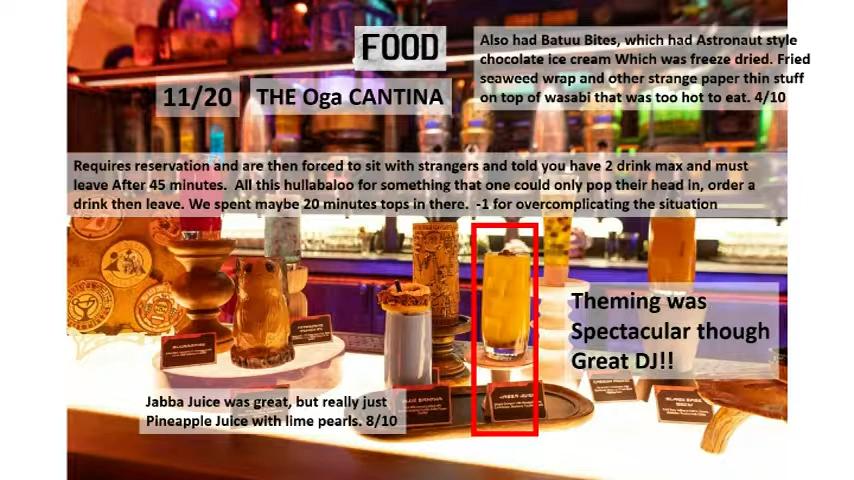 FOOD
11/20 THE Oga CANTINA
Also had Batuu Bites, which had Astronaut style
chocolate ice cream Which was freeze dried. Fried
seaweed wrap and other strange paper thin stuff
on top of wasabi that was too hot to eat. 4/10
Requires reservation and are then forced to sit with strangers and told you have 2 drink max and must
leave After 45 minutes. All this hullabaloo for something that one could only pop their head in, order a
drink then leave. We spent maybe 20 minutes tops in there. -1 for overcomplicating the situation
Theming was
Spectacular though
Great DJ!!
Jabba Juice was great, but really just
Pineapple Juice with lime pearls. 8/10
JABBA JUICE